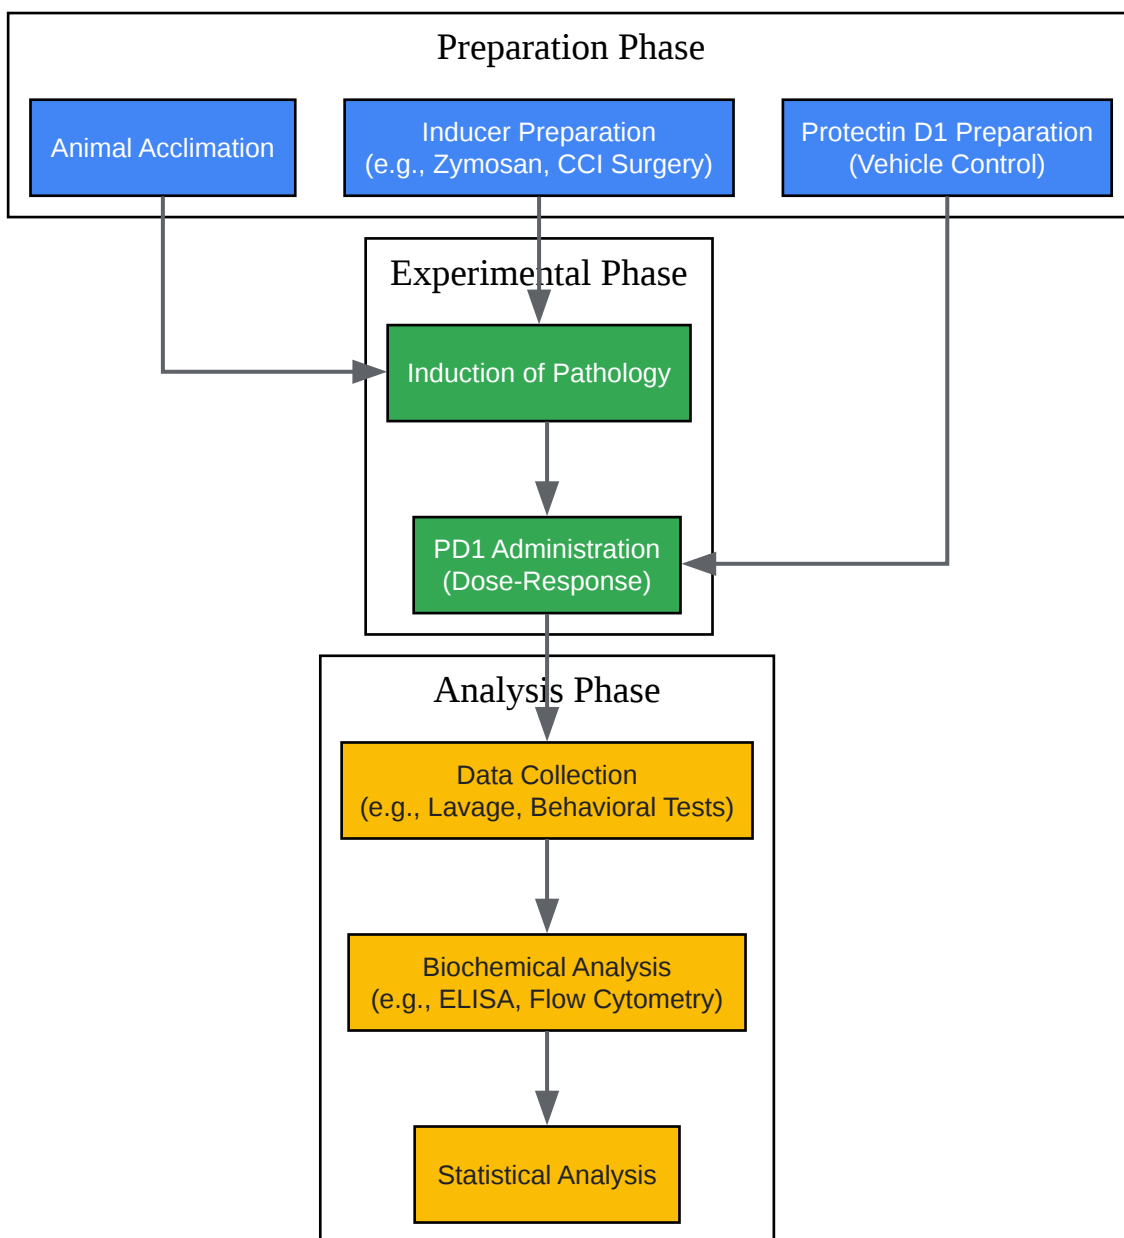 Preparation Phase
Animal Acclimation
Inducer Preparation
(e.g., Zymosan, CCI Surgery)
Protectin D1 Preparation
(Vehicle Control)
Experimental Phase
Induction of Pathology
PD1 Administration
(Dose-Response)
Analysis Phase
Data Collection
(e.g., Lavage, Behavioral Tests)
Biochemical Analysis
(e.g., ELISA, Flow Cytometry)
Statistical Analysis